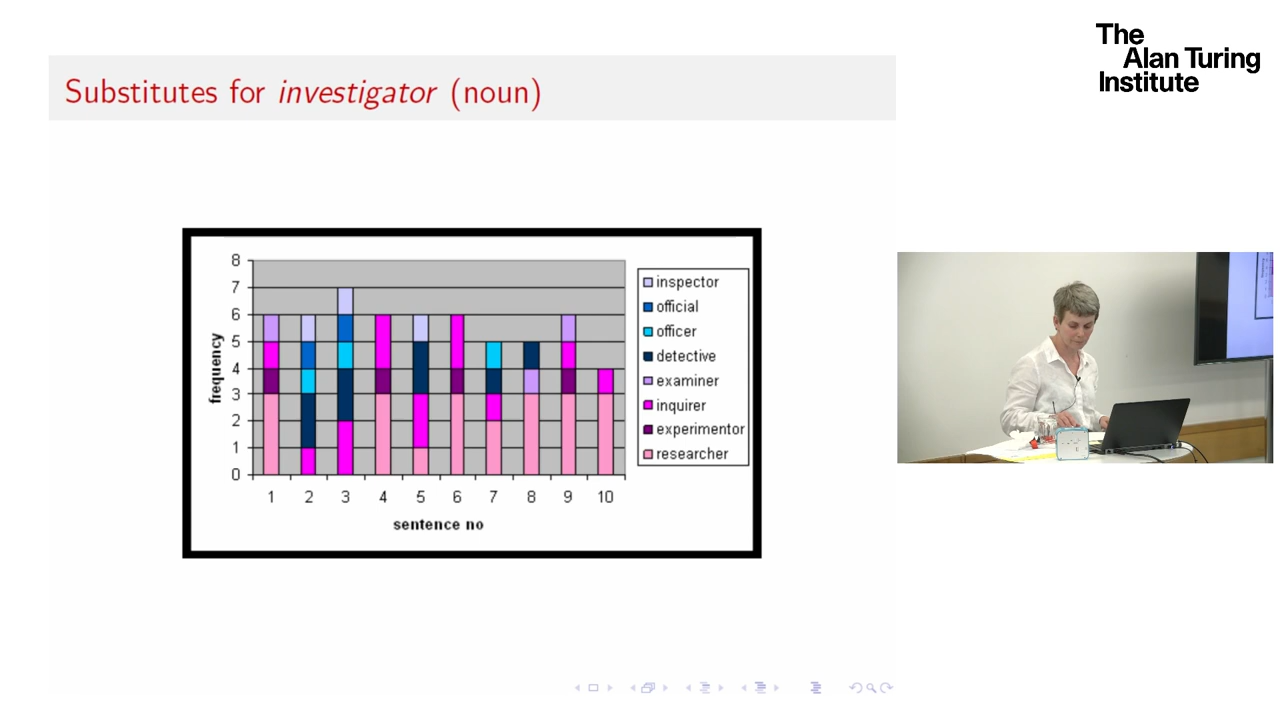 The
Alan Turing
Institute
Substitutes for investigator (noun)
8
7
6
5
4
3
2
1
0
frequency
1 2 3 4 5 6 7 8 9 10
sentence no
inspector
official
officer
detective
examiner
inquirer
experimentor
researcher